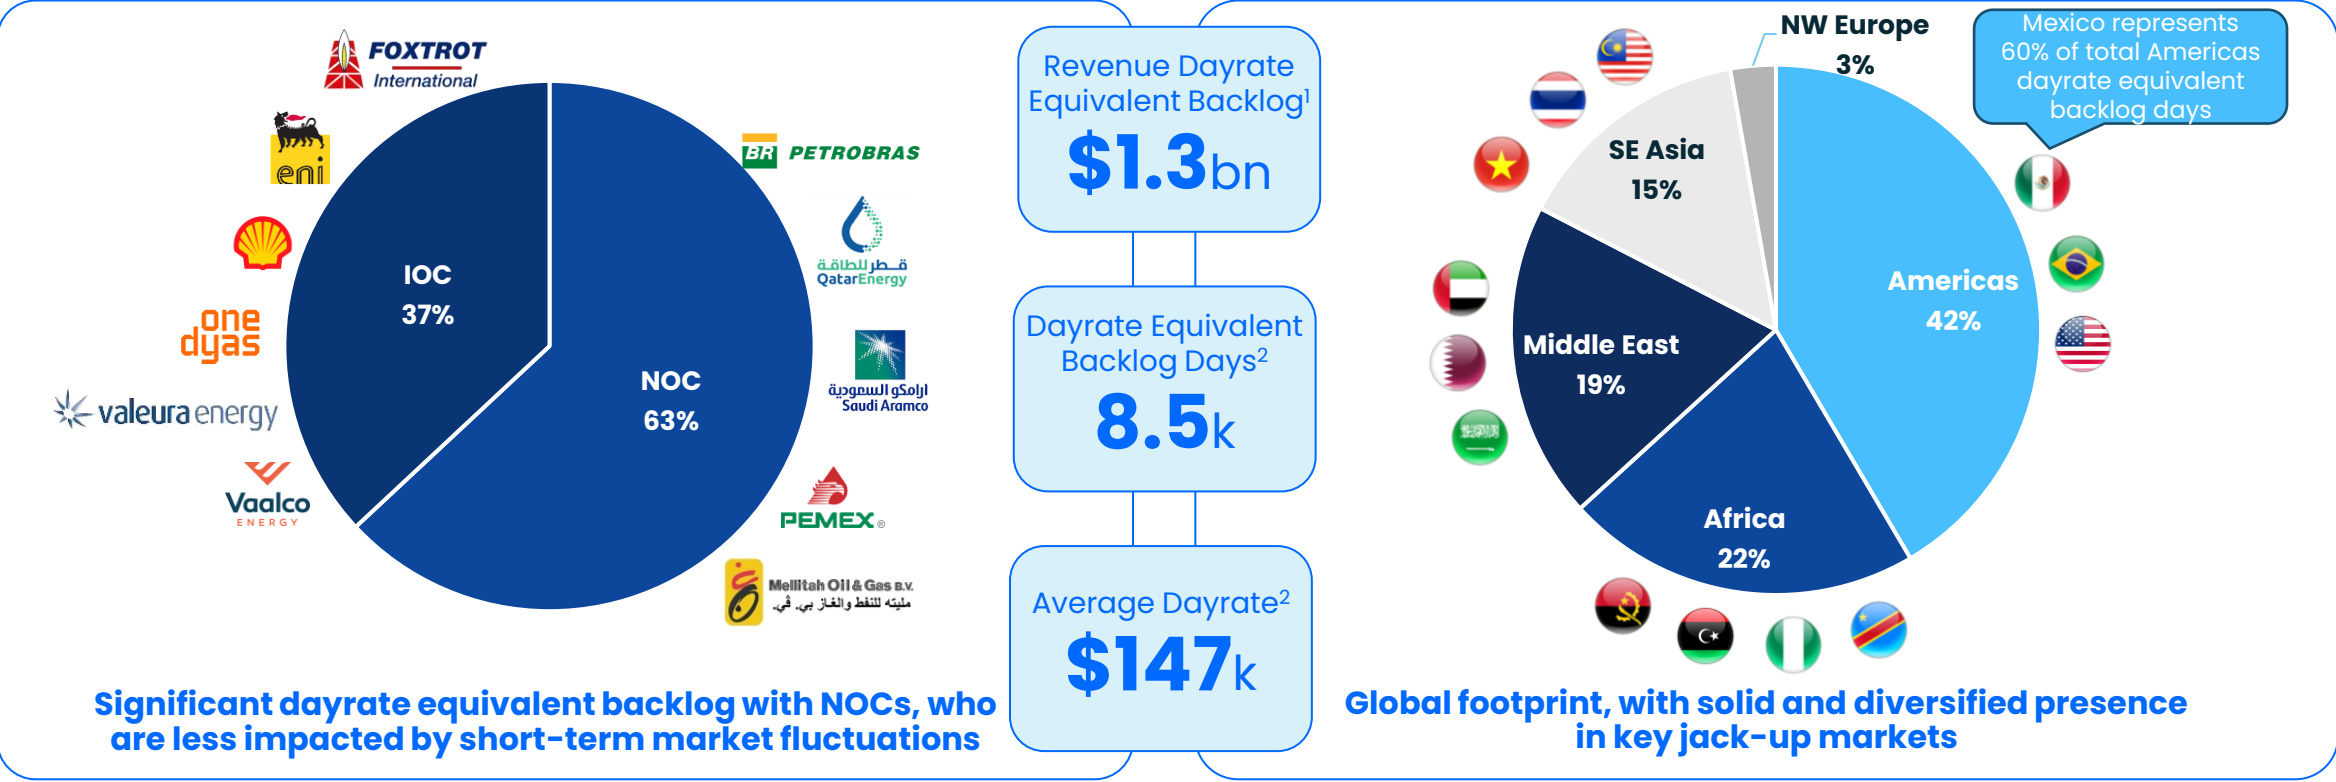 FOXTROT
International
eni
one
dyas
valeura energy
Vaalco
ENERGY
IOC
37%
NOC
63%
BR PETROBRAS
قطر للطاقة
QatarEnergy
ارامكو السعودية
Saudi Aramco
PEMEX®
Mellitah Oil & Gas B.V.
مليته للنفط والغاز بي. في.
Significant dayrate equivalent backlog with NOCs, who
are less impacted by short-term market fluctuations
Revenue Dayrate
Equivalent Backlog¹
$1.3bn
Dayrate Equivalent
Backlog Days²
8.5k
Average Dayrate²
$147k
NW Europe
3%
Mexico represents
60% of total Americas
dayrate equivalent
backlog days
SE Asia
15%
Americas
42%
Middle East
19%
Africa
22%
Global footprint, with solid and diversified presence
in key jack-up markets